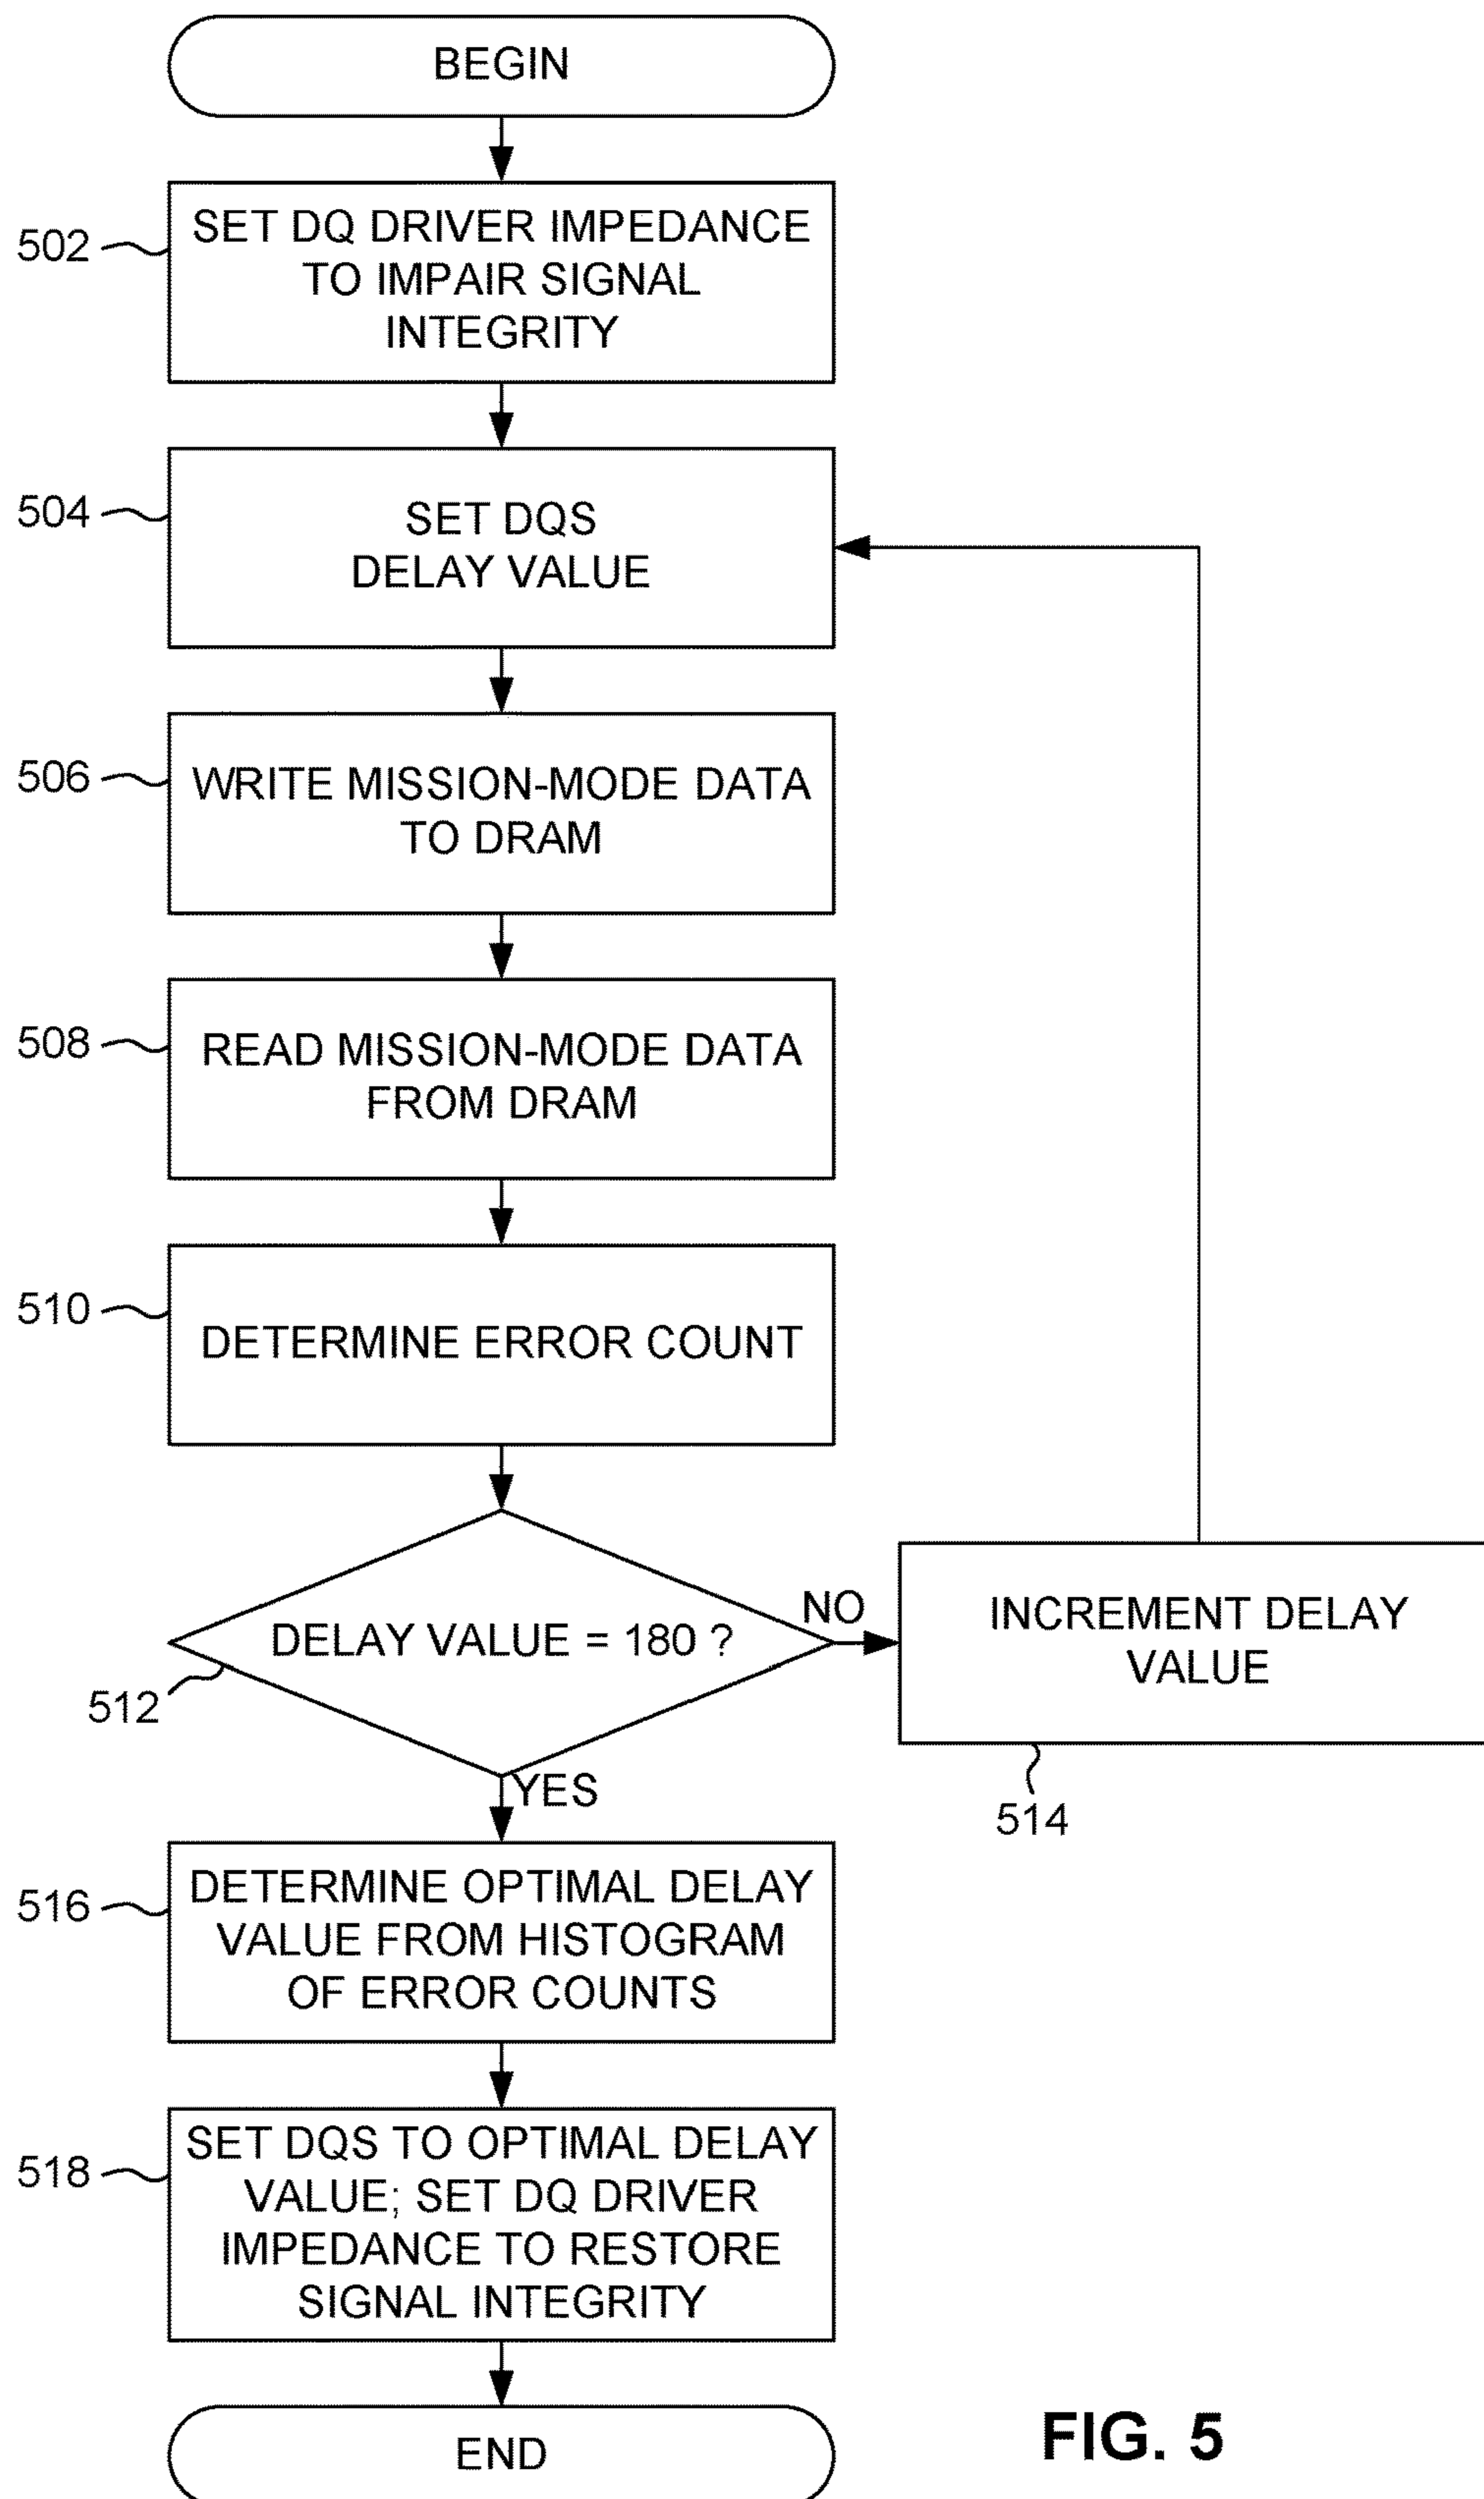 BEGIN
502
SET DQ DRIVER IMPEDANCE
TO IMPAIR SIGNAL
INTEGRITY
504
SET DQS
DELAY VALUE
506
WRITE MISSION-MODE DATA
TO DRAM
508
READ MISSION-MODE DATA
FROM DRAM
510
DETERMINE ERROR COUNT
DELAY VALUE = 180 ?
512
NO
INCREMENT DELAY
VALUE
514
YES
516
DETERMINE OPTIMAL DELAY
VALUE FROM HISTOGRAM
OF ERROR COUNTS
518
SET DQS TO OPTIMAL DELAY
VALUE; SET DQ DRIVER
IMPEDANCE TO RESTORE
SIGNAL INTEGRITY
END
FIG. 5